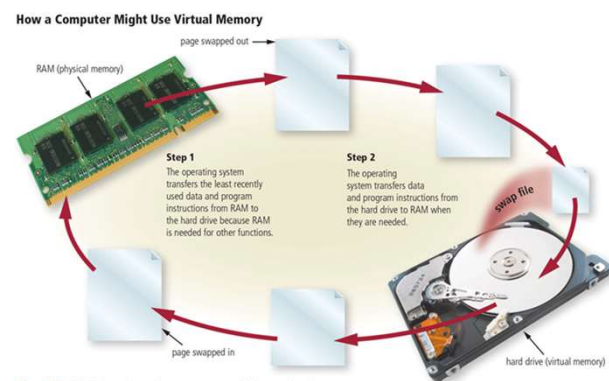 How a Computer Might Use Virtual Memory
page swapped out
RAM (physical memory)
Step 1
The operating system
transfers the least recently
used data and program
instructions from RAM to
the hard drive because RAM
is needed for other functions.
Step 2
The operating
system transfers data
and program instructions from
the hard drive to RAM when
they are needed.
swap file
page swapped in
hard drive (virtual memory)